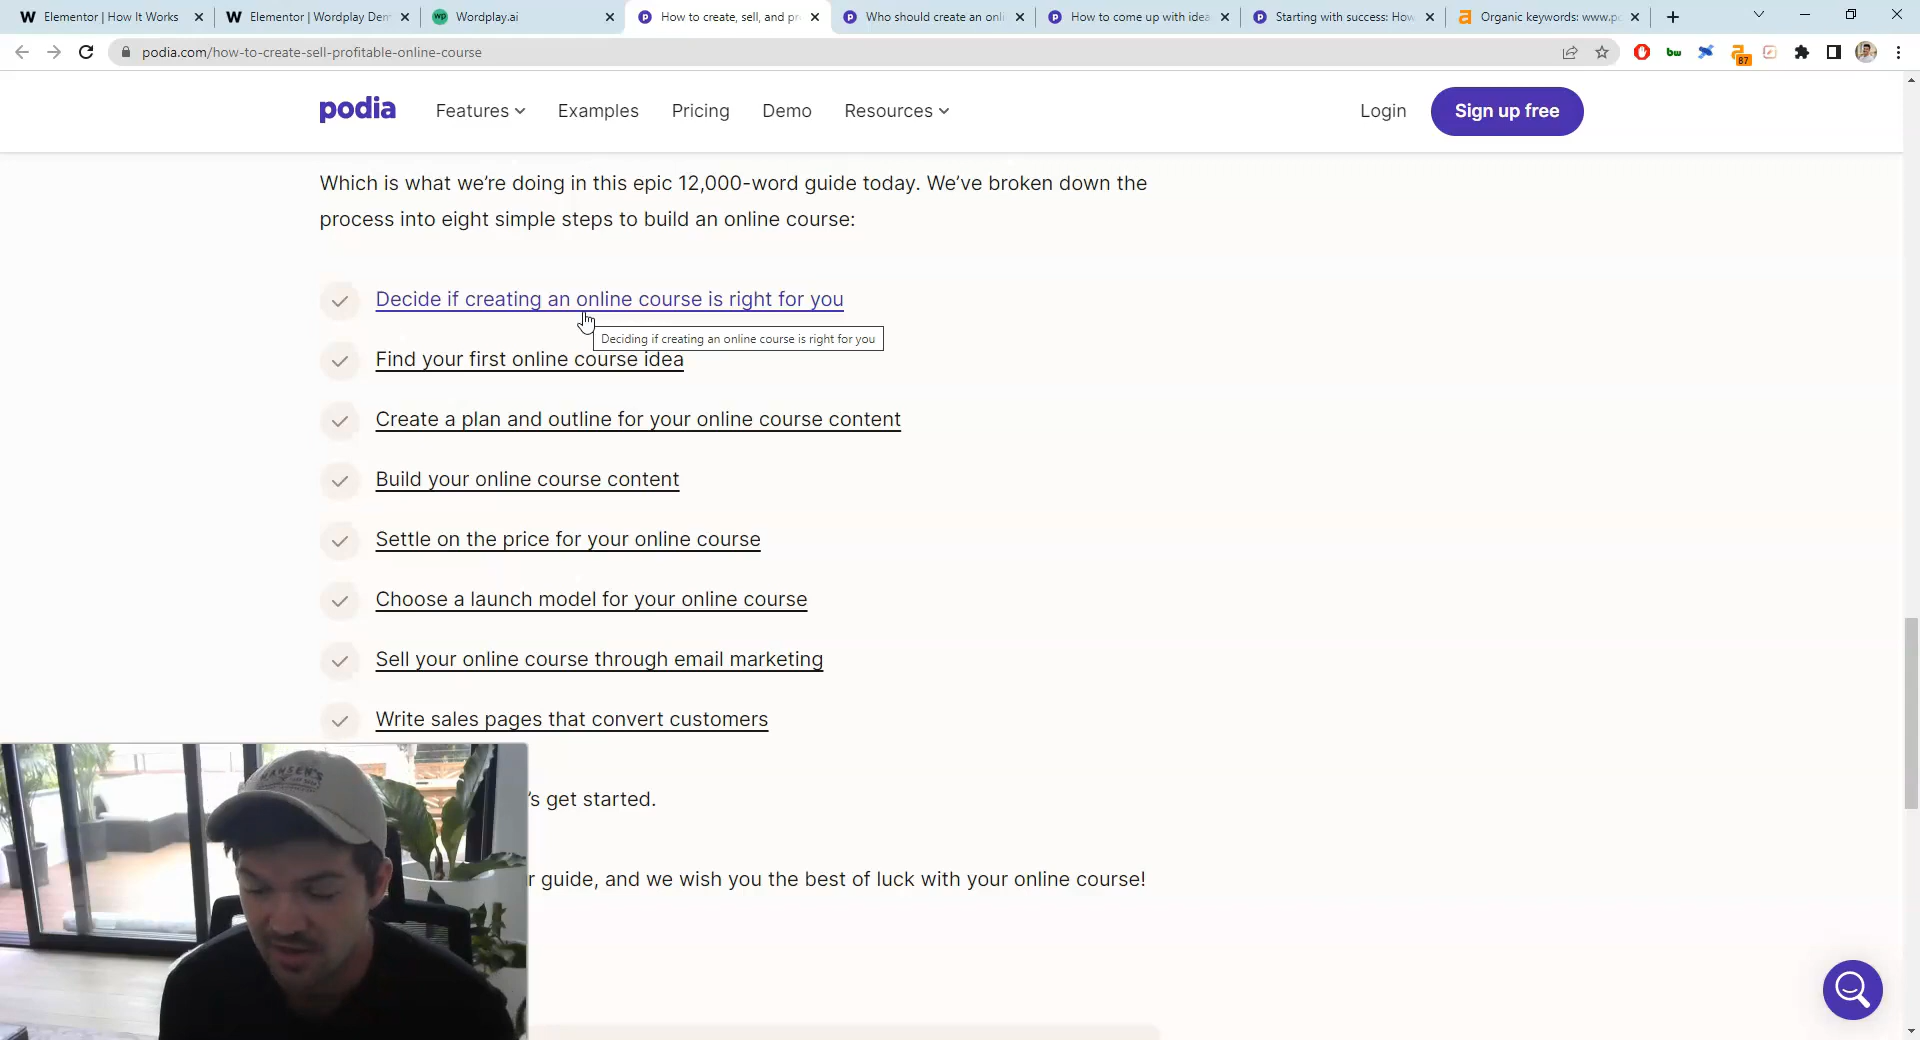 Elementor | How It Works
Elementor | Wordplay Den
Wordplay.ai
How to create, sell, and pr
Who should create an onli
How to come up with idea
Starting with success: How
Organic keywords: www.po
podia.com/how-to-create-sell-profitable-online-course
bw
87
podia
Features
Examples
Pricing
Demo
Resources
Login
Sign up free
Which is what we’re doing in this epic 12,000-word guide today. We’ve broken down the
process into eight simple steps to build an online course:
Decide if creating an online course is right for you
Deciding if creating an online course is right for you
Find your first online course idea
Create a plan and outline for your online course content
Build your online course content
Settle on the price for your online course
Choose a launch model for your online course
Sell your online course through email marketing
Write sales pages that convert customers
’s get started.
r guide, and we wish you the best of luck with your online course!